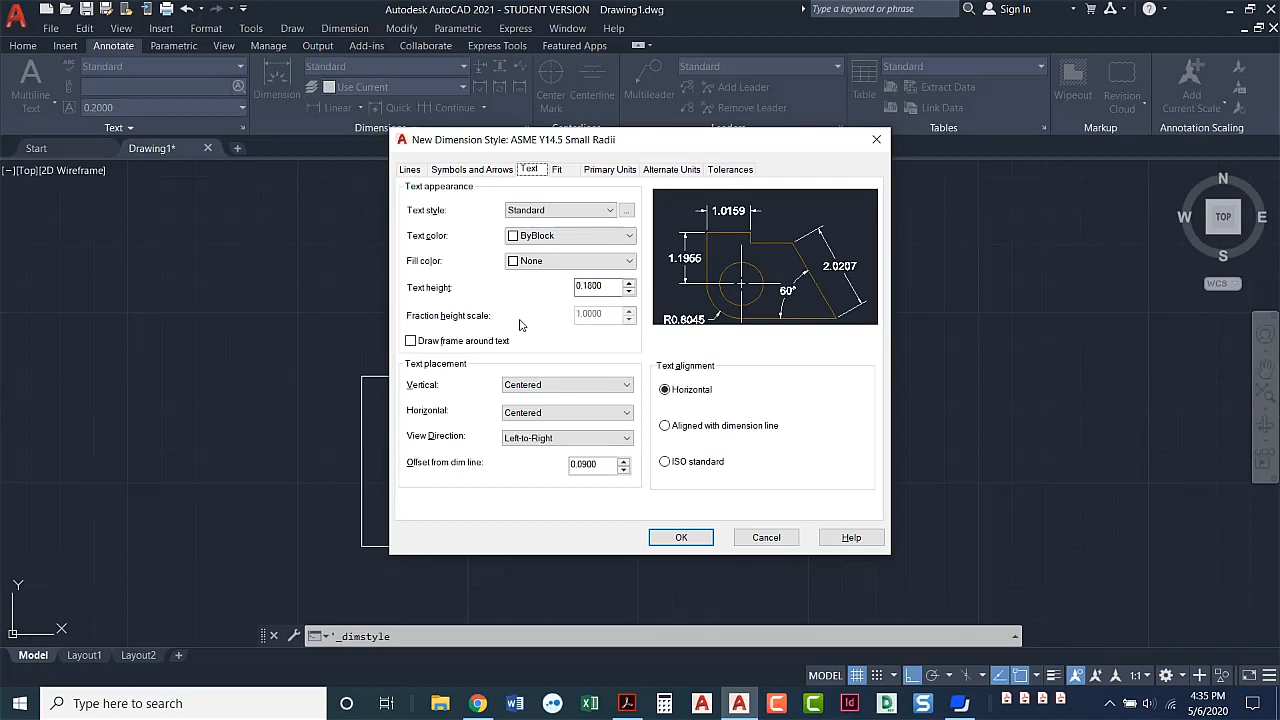 Autodesk AutoCAD 2021 - STUDENT VERSION Drawing1.dwg
Type a keyword or phrase
Sign In
File Edit View Insert Format Tools Draw Dimension Modify Parametric Express Window Help
Home Insert Annotate Parametric View Manage Output Add-ins Collaborate Express Tools Featured Apps
Multiline Text
Standard
0.2000
Text
Dimension
Standard
Use Current
Linear Quick Continue
Center Mark
Centerline
Multileader
Standard
Add Leader
Remove Leader
Table
Standard
Extract Data
Link Data
Tables
Wipeout
Revision Cloud
Markup
Add Current Scale
Annotation Scaling
Start
Drawing1*
[−][Top][2D Wireframe]
New Dimension Style: ASME Y14.5 Small Radii
Lines Symbols and Arrows Text Fit Primary Units Alternate Units Tolerances
Text appearance
Text style: Standard ...
Text color: ByBlock
Fill color: None
Text height: 0.1800
Fraction height scale: 1.0000
Draw frame around text
Text placement
Vertical: Centered
Horizontal: Centered
View Direction: Left-to-Right
Offset from dim line: 0.0900
1.0159
1.1955
2.0207
60°
R0.8045
Text alignment
Horizontal
Aligned with dimension line
ISO standard
OK Cancel Help
N
W TOP E
S
WCS
Y
X
'_dimstyle
Model Layout1 Layout2
MODEL
1:1
Type here to search
4:35 PM
5/6/2020